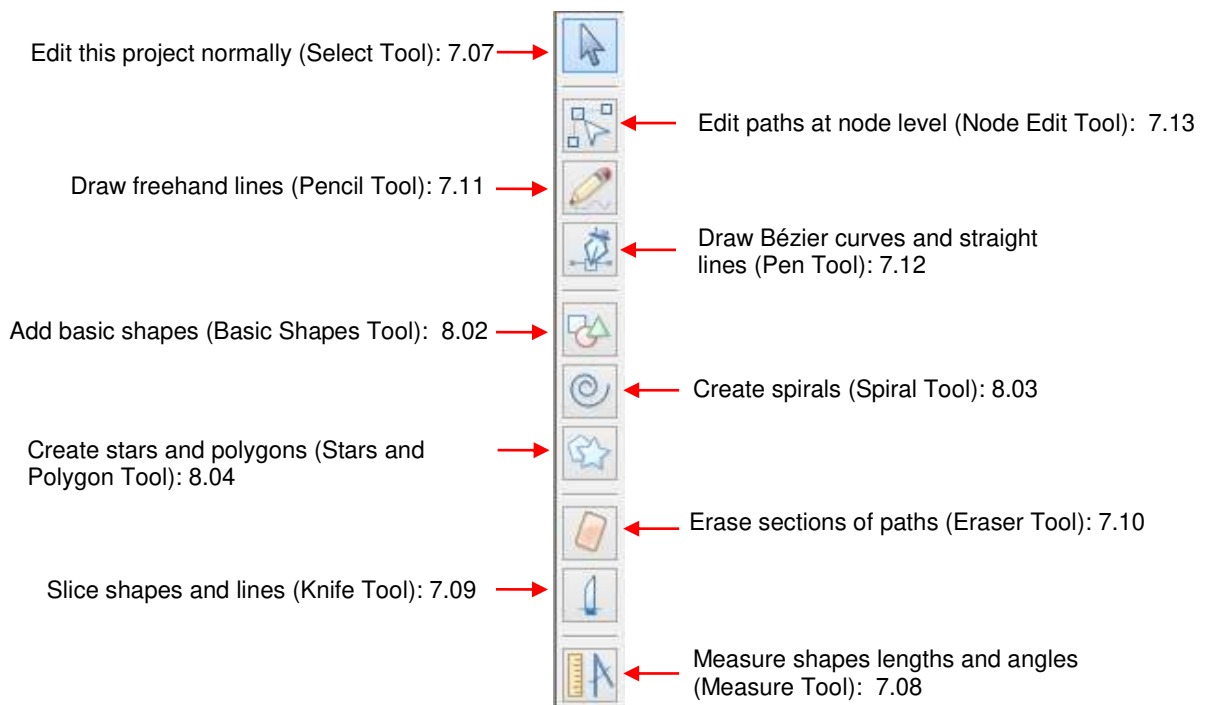 Edit this project normally (Select Tool): 7.07
Edit paths at node level (Node Edit Tool):  7.13
Draw freehand lines (Pencil Tool): 7.11
Draw Bézier curves and straight
lines (Pen Tool): 7.12
Add basic shapes (Basic Shapes Tool):  8.02
Create spirals (Spiral Tool): 8.03
Create stars and polygons (Stars and
Polygon Tool): 8.04
Erase sections of paths (Eraser Tool): 7.10
Slice shapes and lines (Knife Tool): 7.09
Measure shapes lengths and angles
(Measure Tool):  7.08